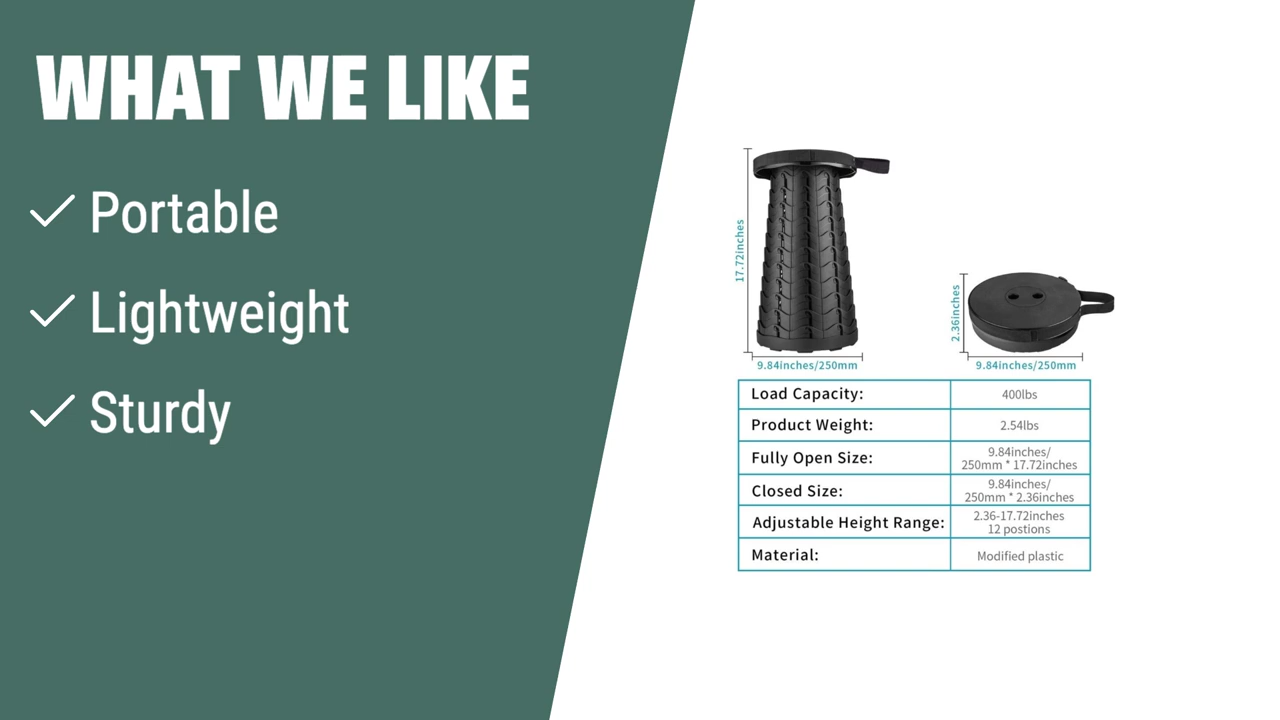 WHAT WE LIKE
Portable
Lightweight
Sturdy
17.72inches
9.84inches/250mm
2.36inches
9.84inches/250mm
Load Capacity: 400lbs
Product Weight: 2.54lbs
Fully Open Size: 9.84inches/
250mm * 17.72inches
Closed Size: 9.84inches/
250mm * 2.36inches
Adjustable Height Range: 2.36-17.72inches
12 postions
Material: Modified plastic